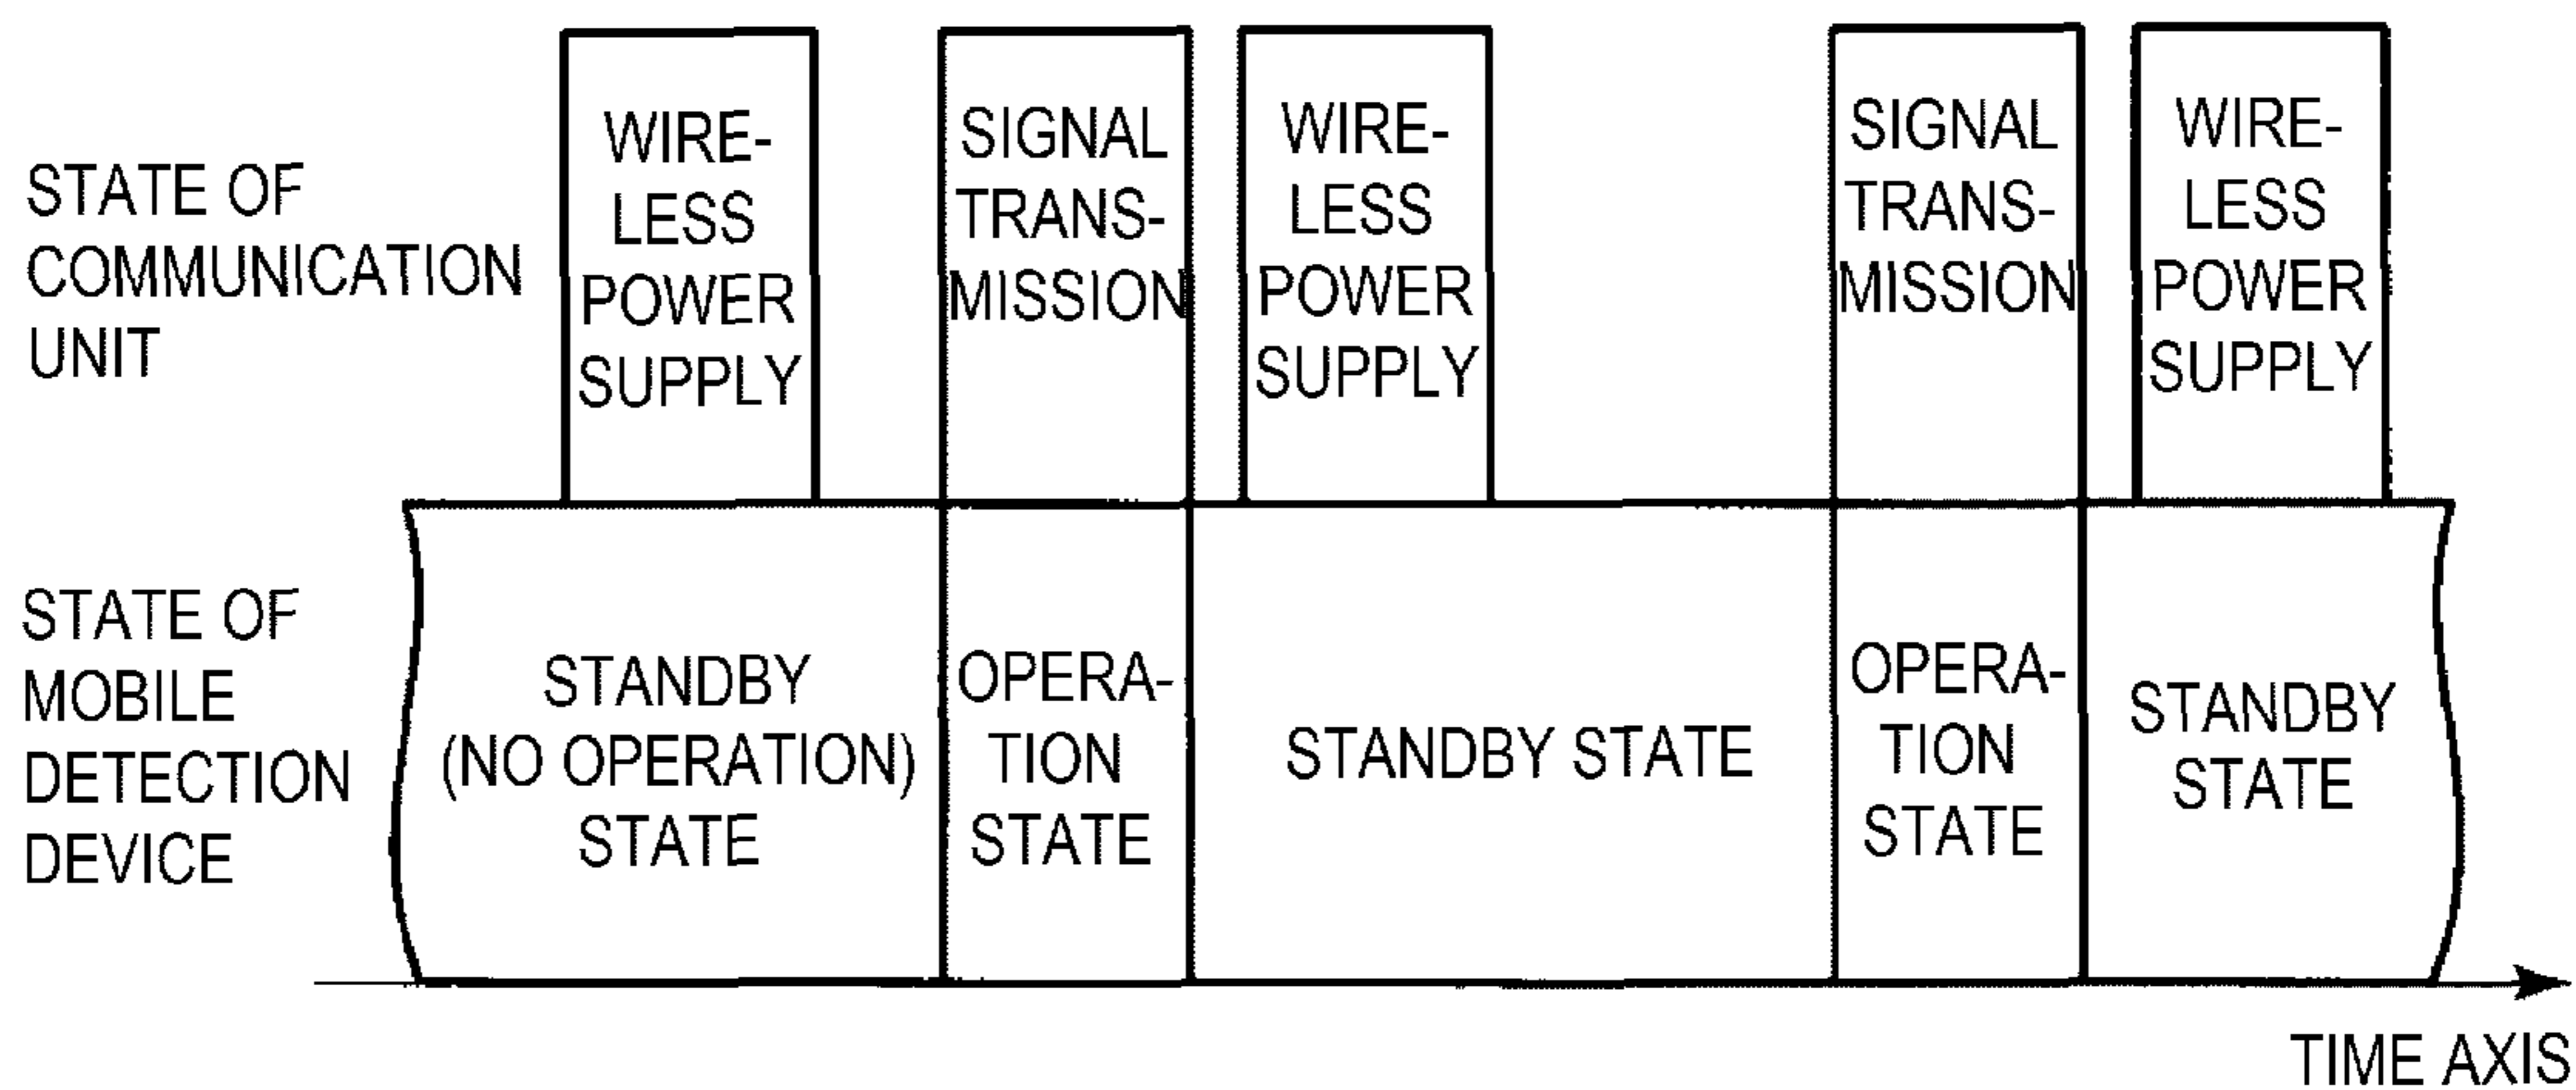 STATE OF
COMMUNICATION
UNIT
WIRE-
LESS
POWER
SUPPLY
SIGNAL
TRANS-
MISSION
WIRE-
LESS
POWER
SUPPLY
SIGNAL
TRANS-
MISSION
WIRE-
LESS
POWER
SUPPLY
STATE OF
MOBILE
DETECTION
DEVICE
STANDBY
(NO OPERATION)
STATE
OPERA-
TION
STATE
STANDBY STATE
OPERA-
TION
STATE
STANDBY
STATE
TIME AXIS